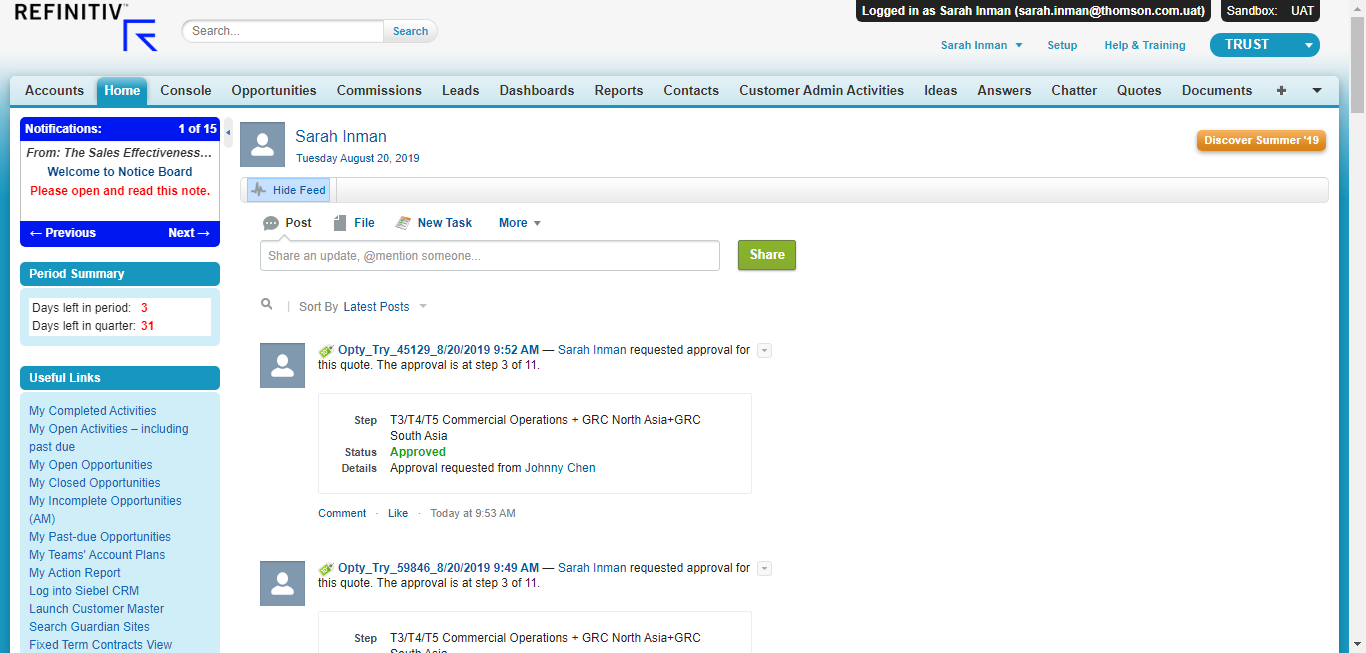 REFINITIV™
Search...
Search
Logged in as Sarah Inman (sarah.inman@thomson.com.uat)
Sandbox: UAT
Sarah Inman
Setup
Help & Training
TRUST
Accounts Home Console Opportunities Commissions Leads Dashboards Reports Contacts Customer Admin Activities Ideas Answers Chatter Quotes Documents +
Notifications: 1 of 15
From: The Sales Effectiveness...
Welcome to Notice Board
Please open and read this note.
← Previous Next →
Period Summary
Days left in period: 3
Days left in quarter: 31
Useful Links
My Completed Activities
My Open Activities – including
past due
My Open Opportunities
My Closed Opportunities
My Incomplete Opportunities
(AM)
My Past-due Opportunities
My Teams' Account Plans
My Action Report
Log into Siebel CRM
Launch Customer Master
Search Guardian Sites
Fixed Term Contracts View
Sarah Inman
Tuesday August 20, 2019
Discover Summer '19
Hide Feed
Post File New Task More
Share an update, @mention someone...
Share
Sort By Latest Posts
Opty_Try_45129_8/20/2019 9:52 AM — Sarah Inman requested approval for
this quote. The approval is at step 3 of 11.
Step T3/T4/T5 Commercial Operations + GRC North Asia+GRC
South Asia
Status Approved
Details Approval requested from Johnny Chen
Comment · Like · Today at 9:53 AM
Opty_Try_59846_8/20/2019 9:49 AM — Sarah Inman requested approval for
this quote. The approval is at step 3 of 11.
Step T3/T4/T5 Commercial Operations + GRC North Asia+GRC
South Asia